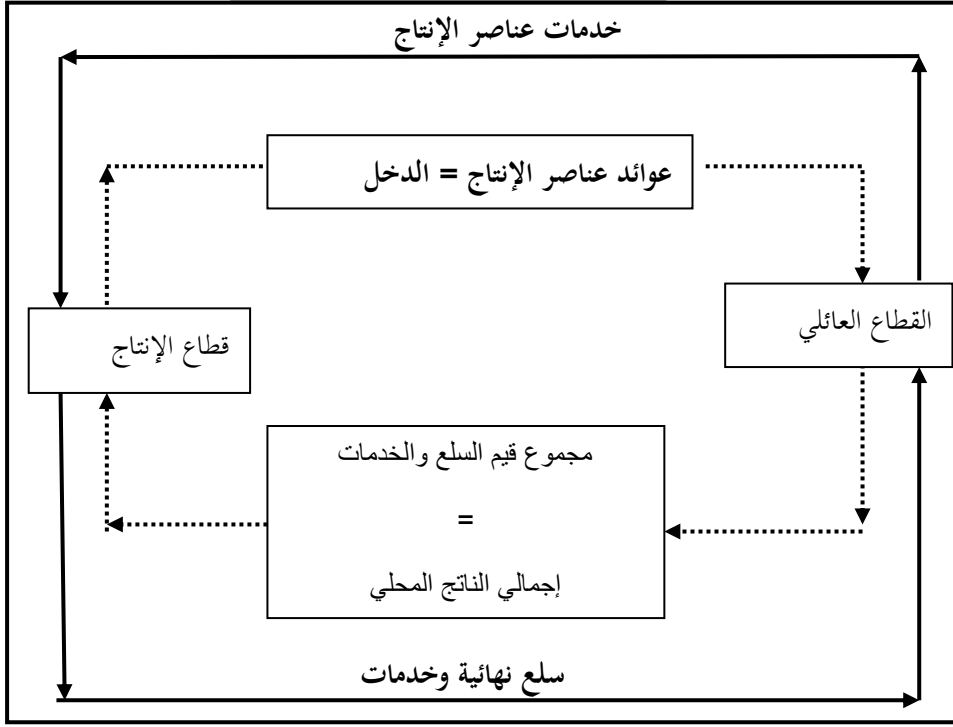 خدمات عناصر الإنتاج
عوائد عناصر الإنتاج = الدخل
القطاع العائلي
قطاع الإنتاج
مجموع قيم السلع والخدمات
=
إجمالي الناتج المحلي
سلع نهائية وخدمات